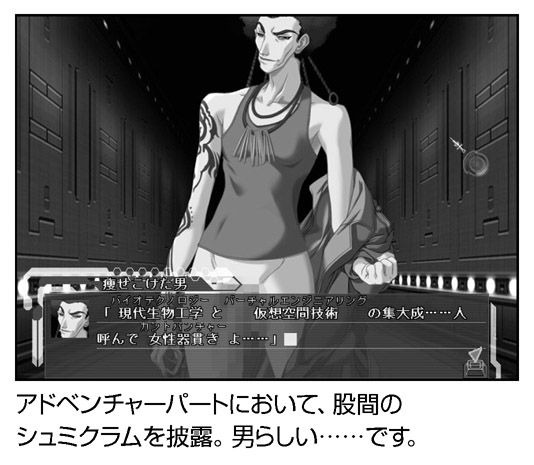 痩せこけた男
バイオテクノロジー バーチャルエンジニアリング
「 現代生物工学 と 仮想空間技術 の集大成……人
カントパンチャー
呼んで 女性器貫き よ……」
アドベンチャーパートにおいて、股間の
シュミクラムを披露。男らしい……です。